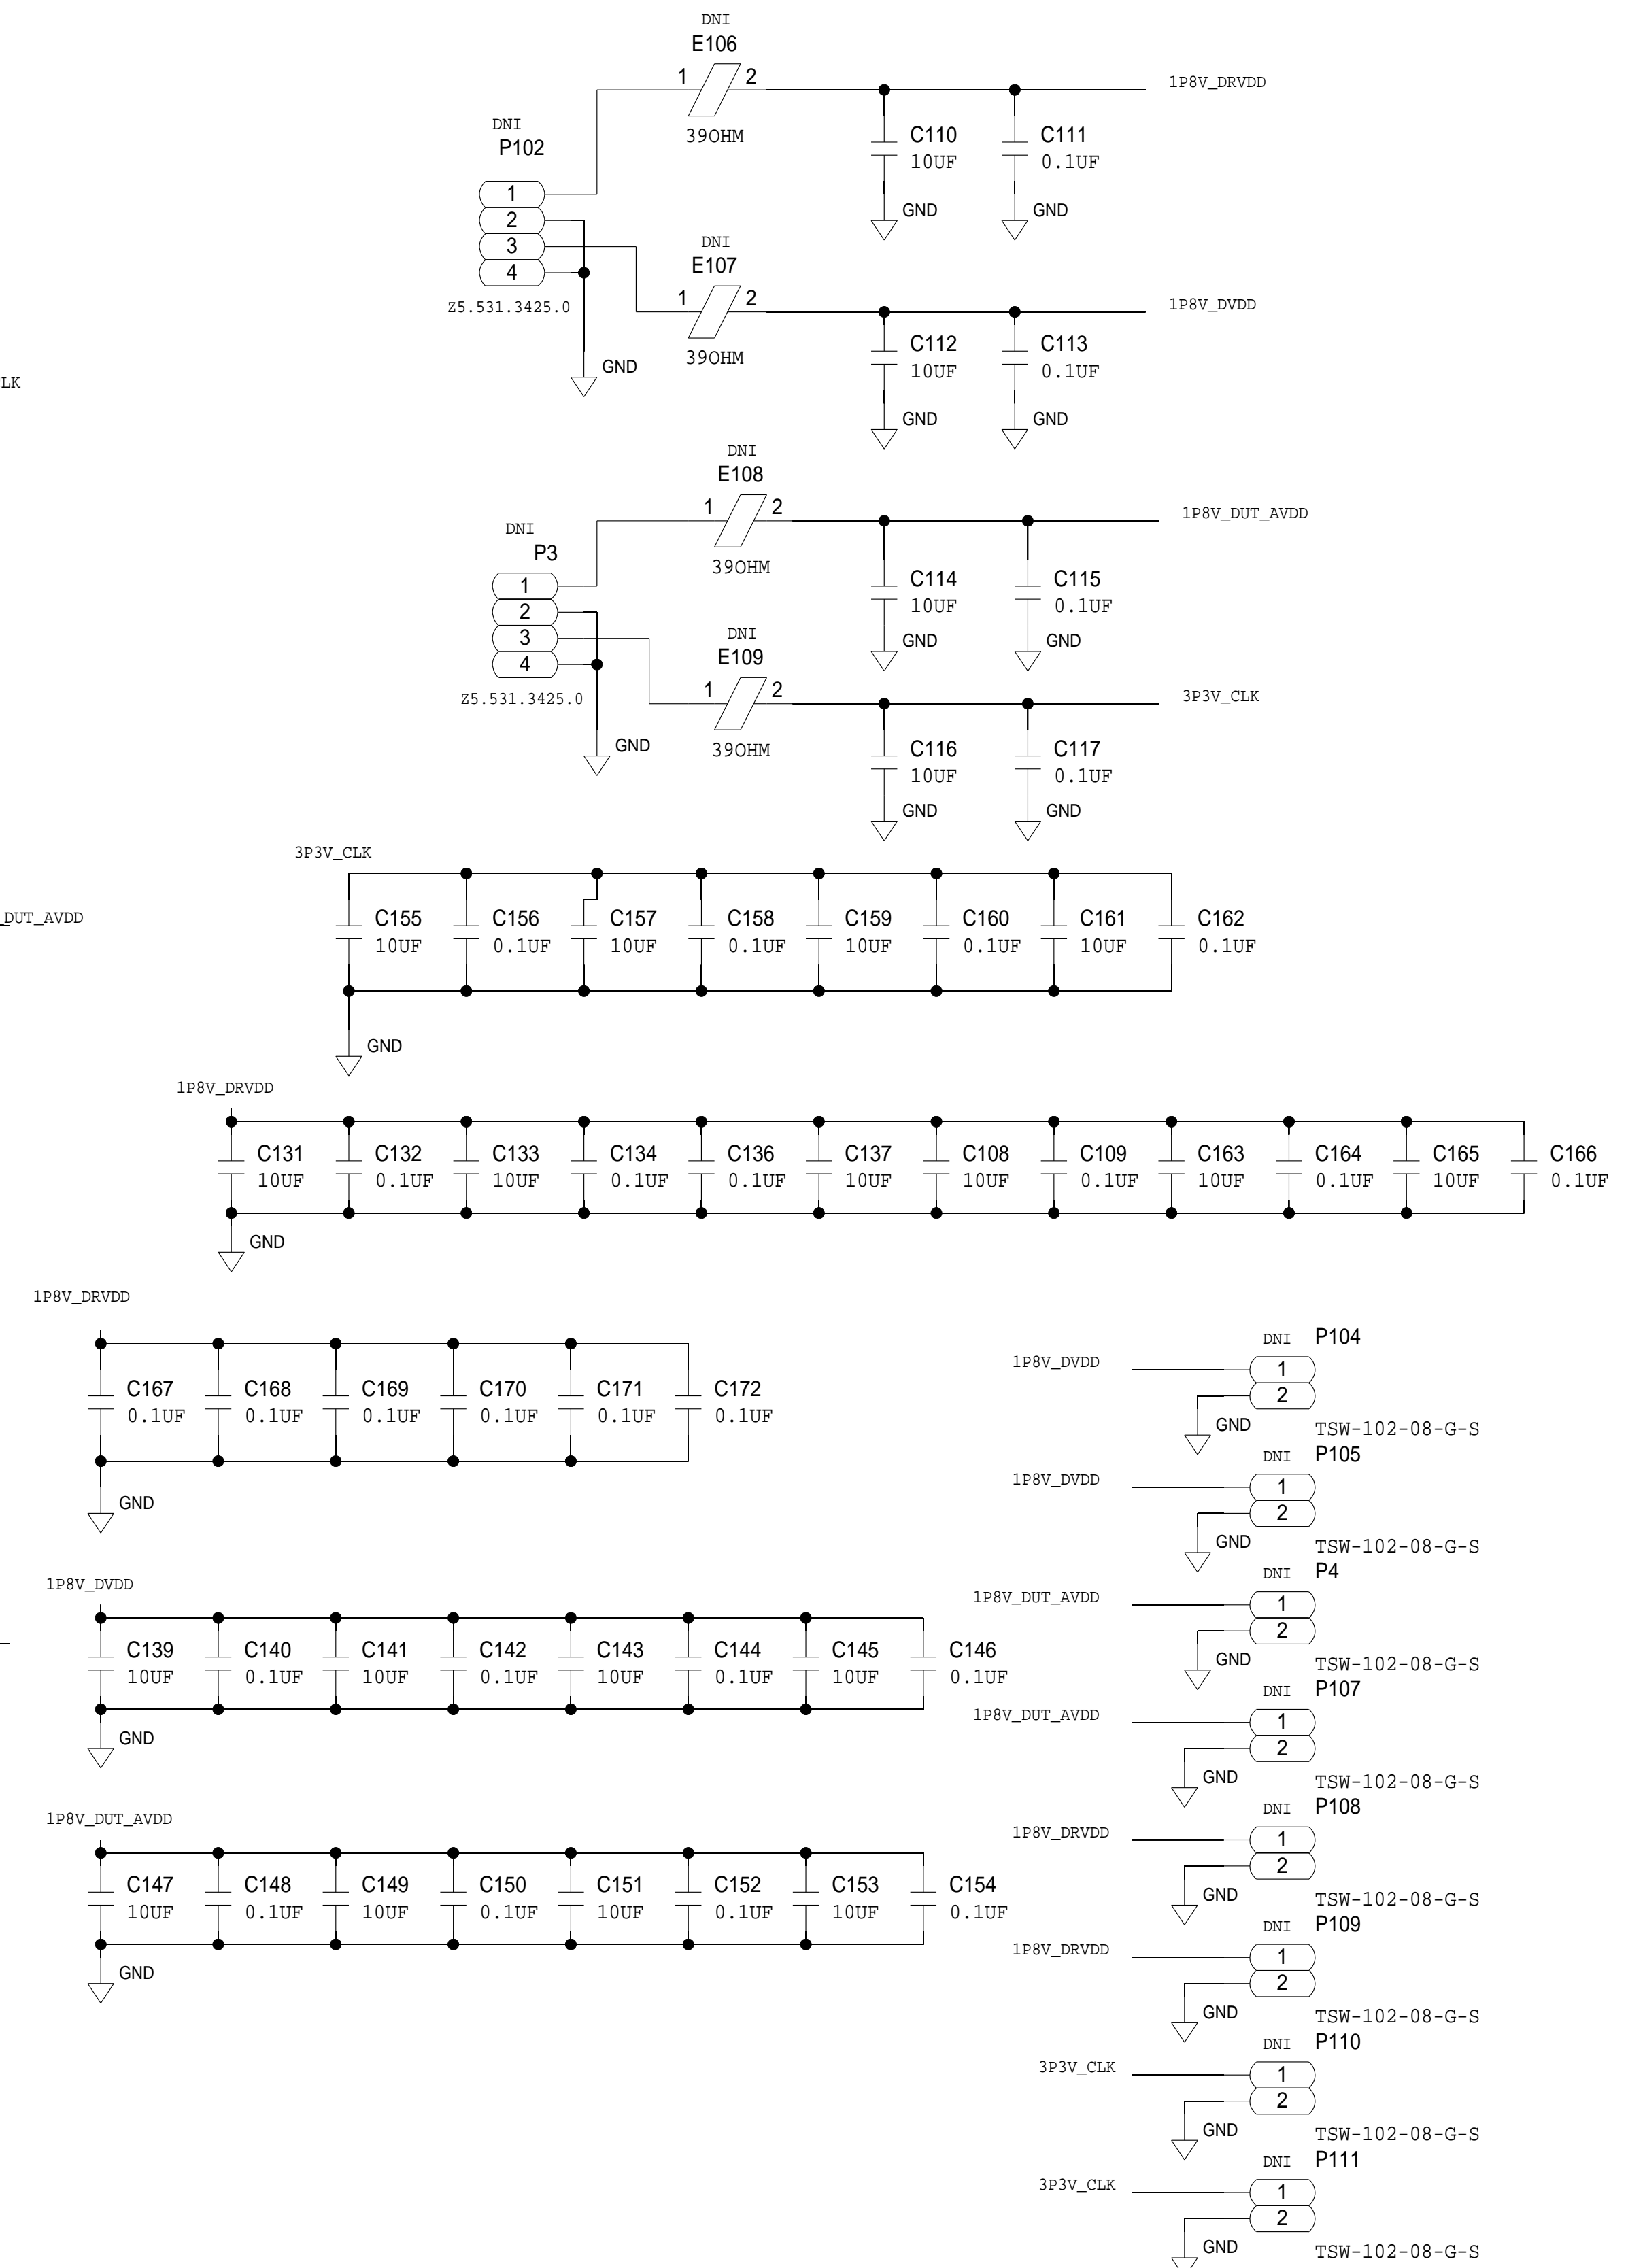 DNI
E106
1 2
39OHM
1P8V_DRVDD
C110
10UF
GND
C111
0.1UF
GND
DNI
P102
1
2
3
4
Z5.531.3425.0
GND
DNI
E107
1 2
39OHM
1P8V_DVDD
C112
10UF
GND
C113
0.1UF
GND
LK
DNI
E108
1 2
39OHM
1P8V_DUT_AVDD
C114
10UF
GND
C115
0.1UF
GND
DNI
P3
1
2
3
4
Z5.531.3425.0
GND
DNI
E109
1 2
39OHM
3P3V_CLK
C116
10UF
GND
C117
0.1UF
GND
_DUT_AVDD
3P3V_CLK
C155 C156 C157 C158 C159 C160 C161 C162
10UF 0.1UF 10UF 0.1UF 10UF 0.1UF 10UF 0.1UF
GND
1P8V_DRVDD
C131 C132 C133 C134 C136 C137 C108 C109 C163 C164 C165 C166
10UF 0.1UF 10UF 0.1UF 0.1UF 10UF 10UF 0.1UF 10UF 0.1UF 10UF 0.1UF
GND
1P8V_DRVDD
C167 C168 C169 C170 C171 C172
0.1UF 0.1UF 0.1UF 0.1UF 0.1UF 0.1UF
GND
1P8V_DVDD
C139 C140 C141 C142 C143 C144 C145 C146
10UF 0.1UF 10UF 0.1UF 10UF 0.1UF 10UF 0.1UF
GND
1P8V_DUT_AVDD
C147 C148 C149 C150 C151 C152 C153 C154
10UF 0.1UF 10UF 0.1UF 10UF 0.1UF 10UF 0.1UF
GND
DNI P104
1P8V_DVDD
1
2
GND
TSW-102-08-G-S
DNI P105
1P8V_DVDD
1
2
GND
TSW-102-08-G-S
DNI P4
1P8V_DUT_AVDD
1
2
GND
TSW-102-08-G-S
DNI P107
1P8V_DUT_AVDD
1
2
GND
TSW-102-08-G-S
DNI P108
1P8V_DRVDD
1
2
GND
TSW-102-08-G-S
DNI P109
1P8V_DRVDD
1
2
GND
TSW-102-08-G-S
DNI P110
3P3V_CLK
1
2
GND
TSW-102-08-G-S
DNI P111
3P3V_CLK
1
2
GND
TSW-102-08-G-S